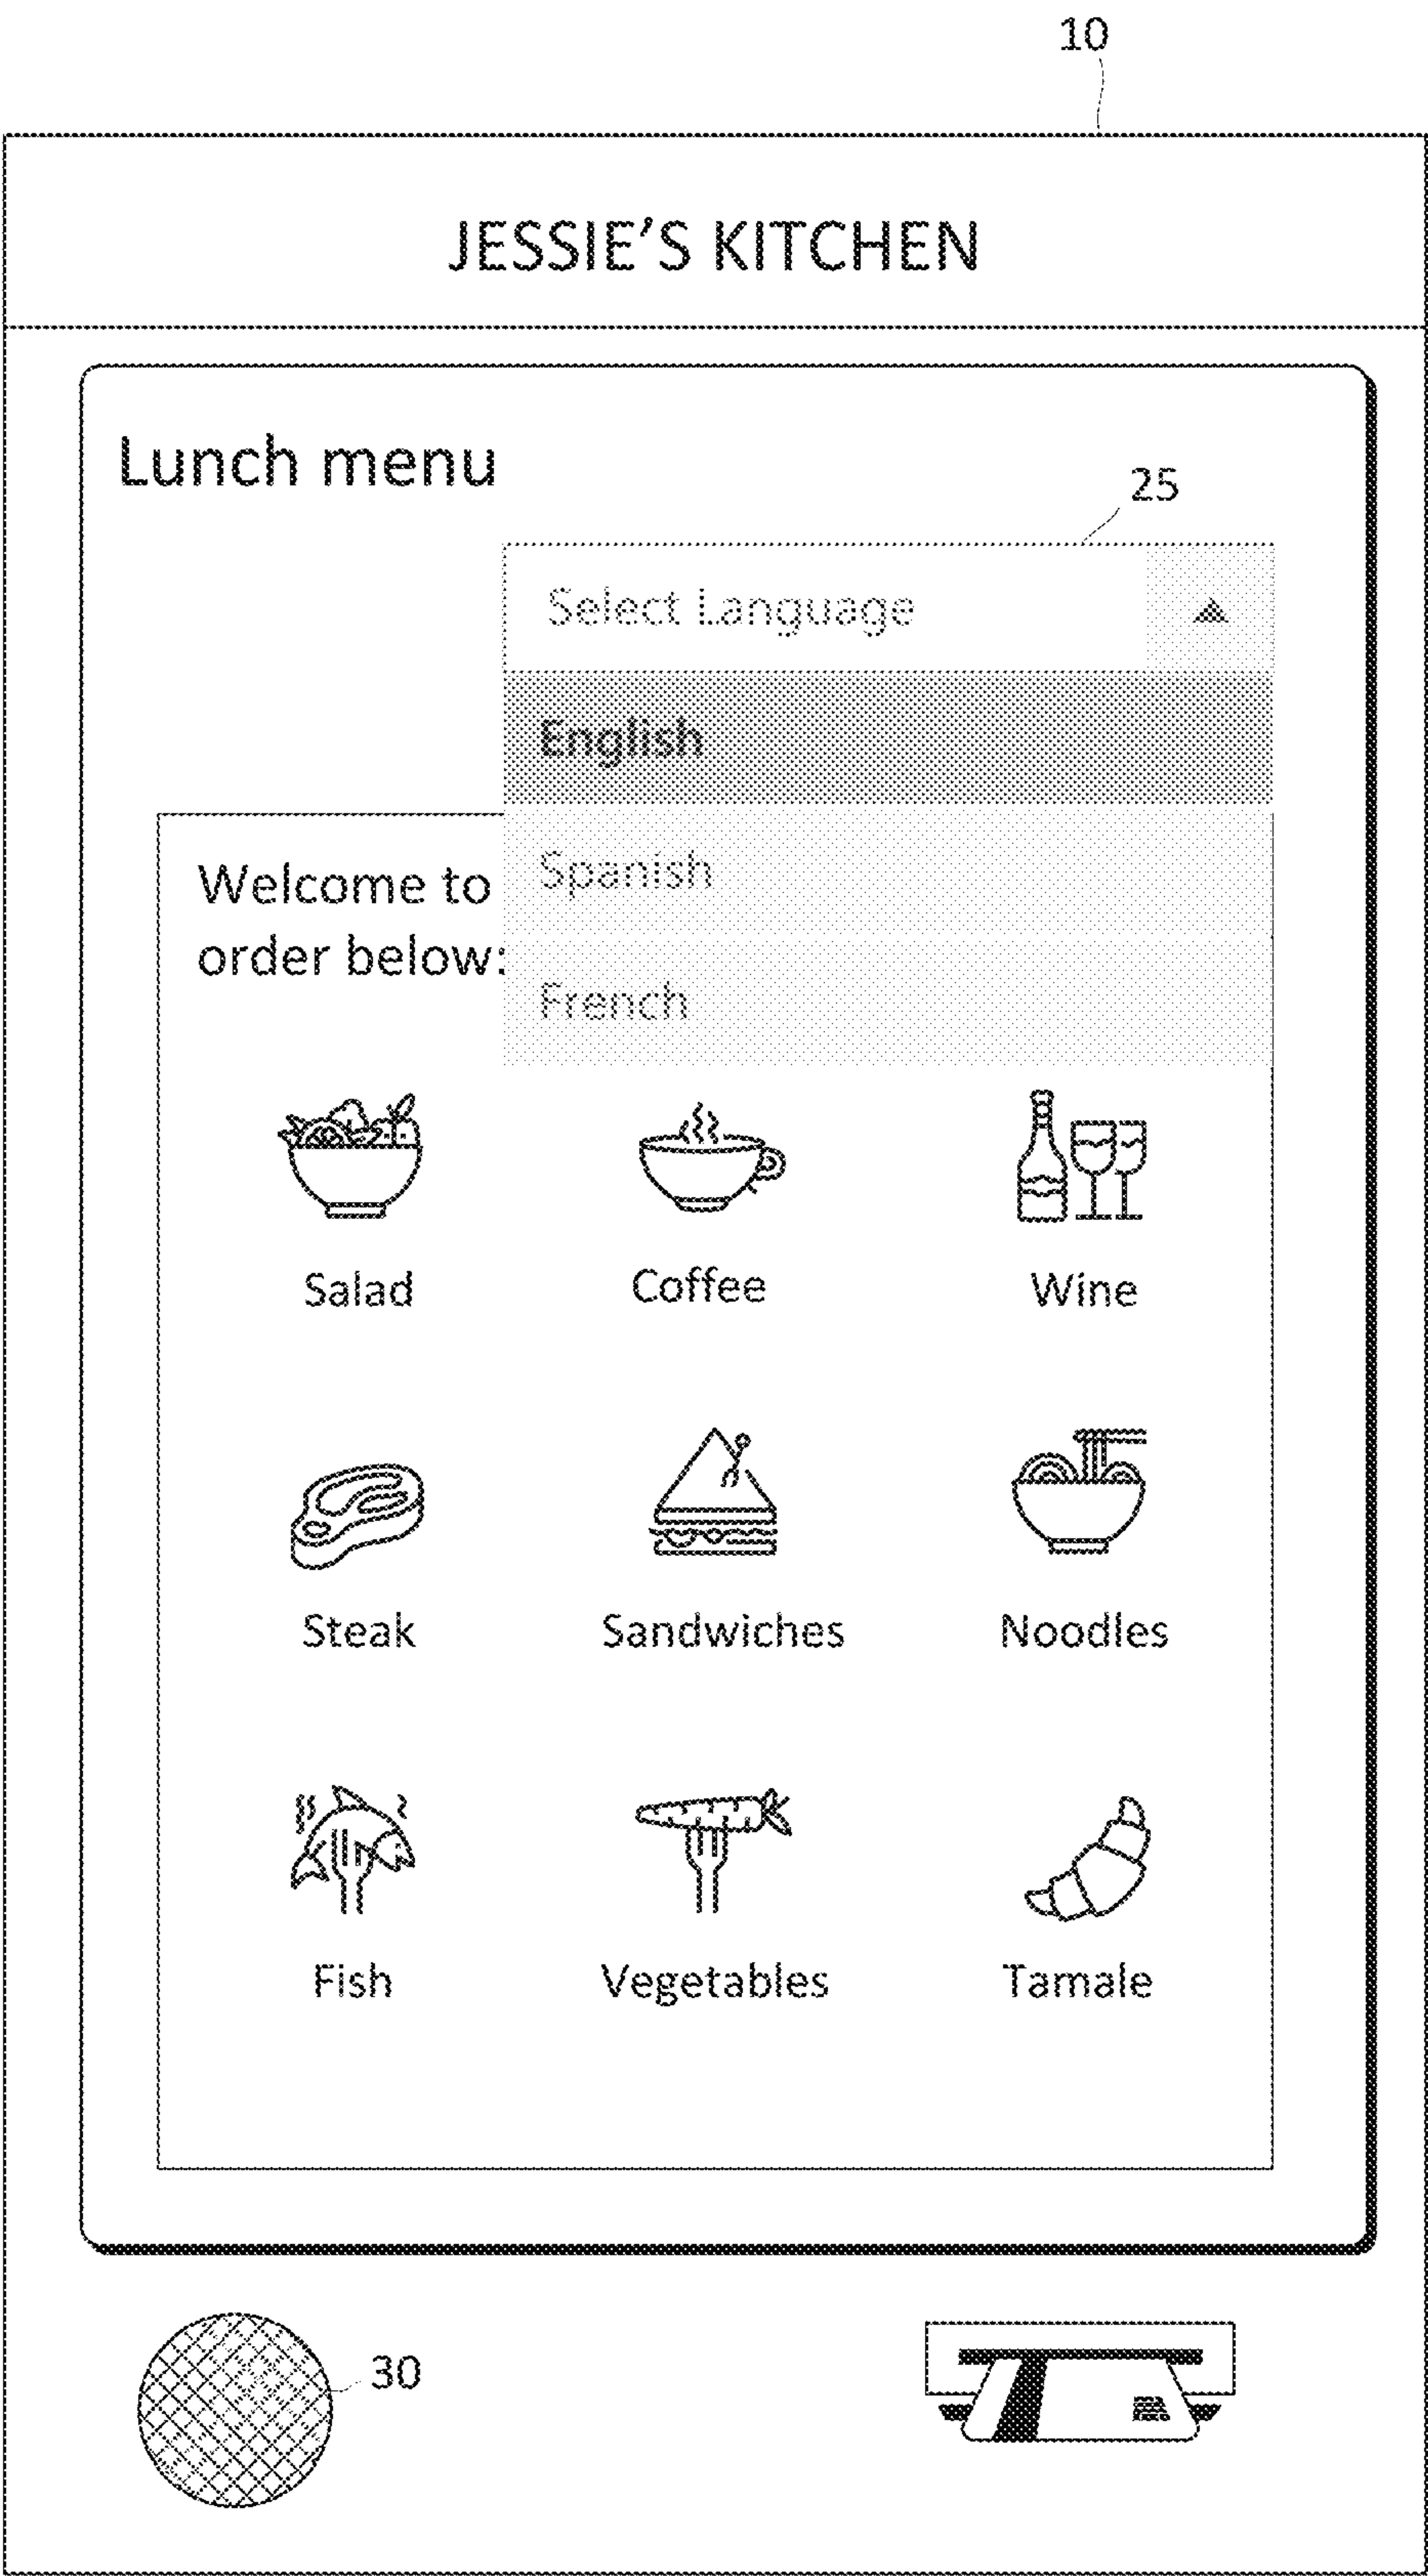 10
JESSIE'S KITCHEN
Lunch menu
25
Select Language
English
Spanish
French
Welcome to
order below:
Salad Coffee Wine
Steak Sandwiches Noodles
Fish Vegetables Tamale
30